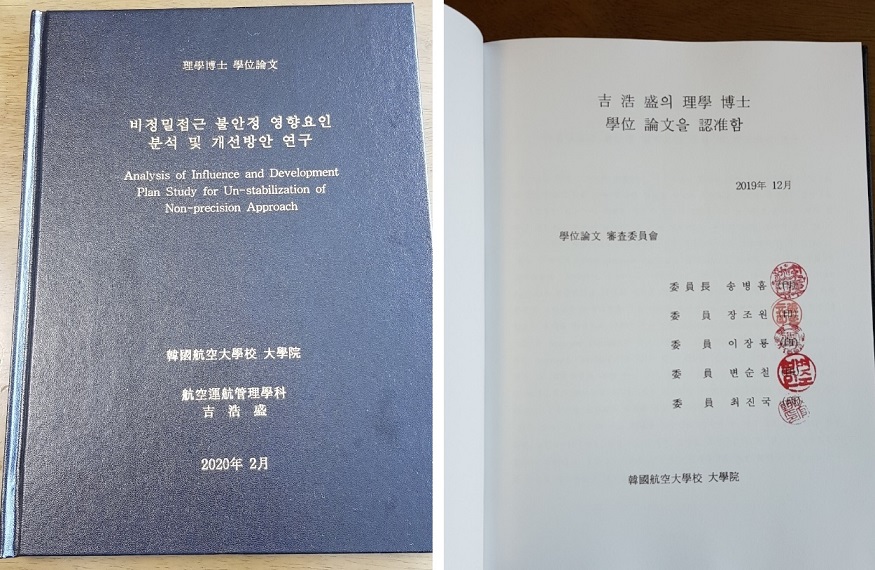 理學博士 學位論文
비정밀접근 불안정 영향요인
분석 및 개선방안 연구
Analysis of Influence and Development
Plan Study for Un-stabilization of
Non-precision Approach
韓國航空大學校 大學院
航空運航管理學科
吉 浩 盛
2020年 2月
吉 浩 盛의 理學 博士
學位 論文을 認准함
2019年 12月
學位論文 審査委員會
委員長 송병흠
委 員 장조원
委 員 이장룡
委 員 변순철
委 員 최진국
韓國航空大學校 大學院